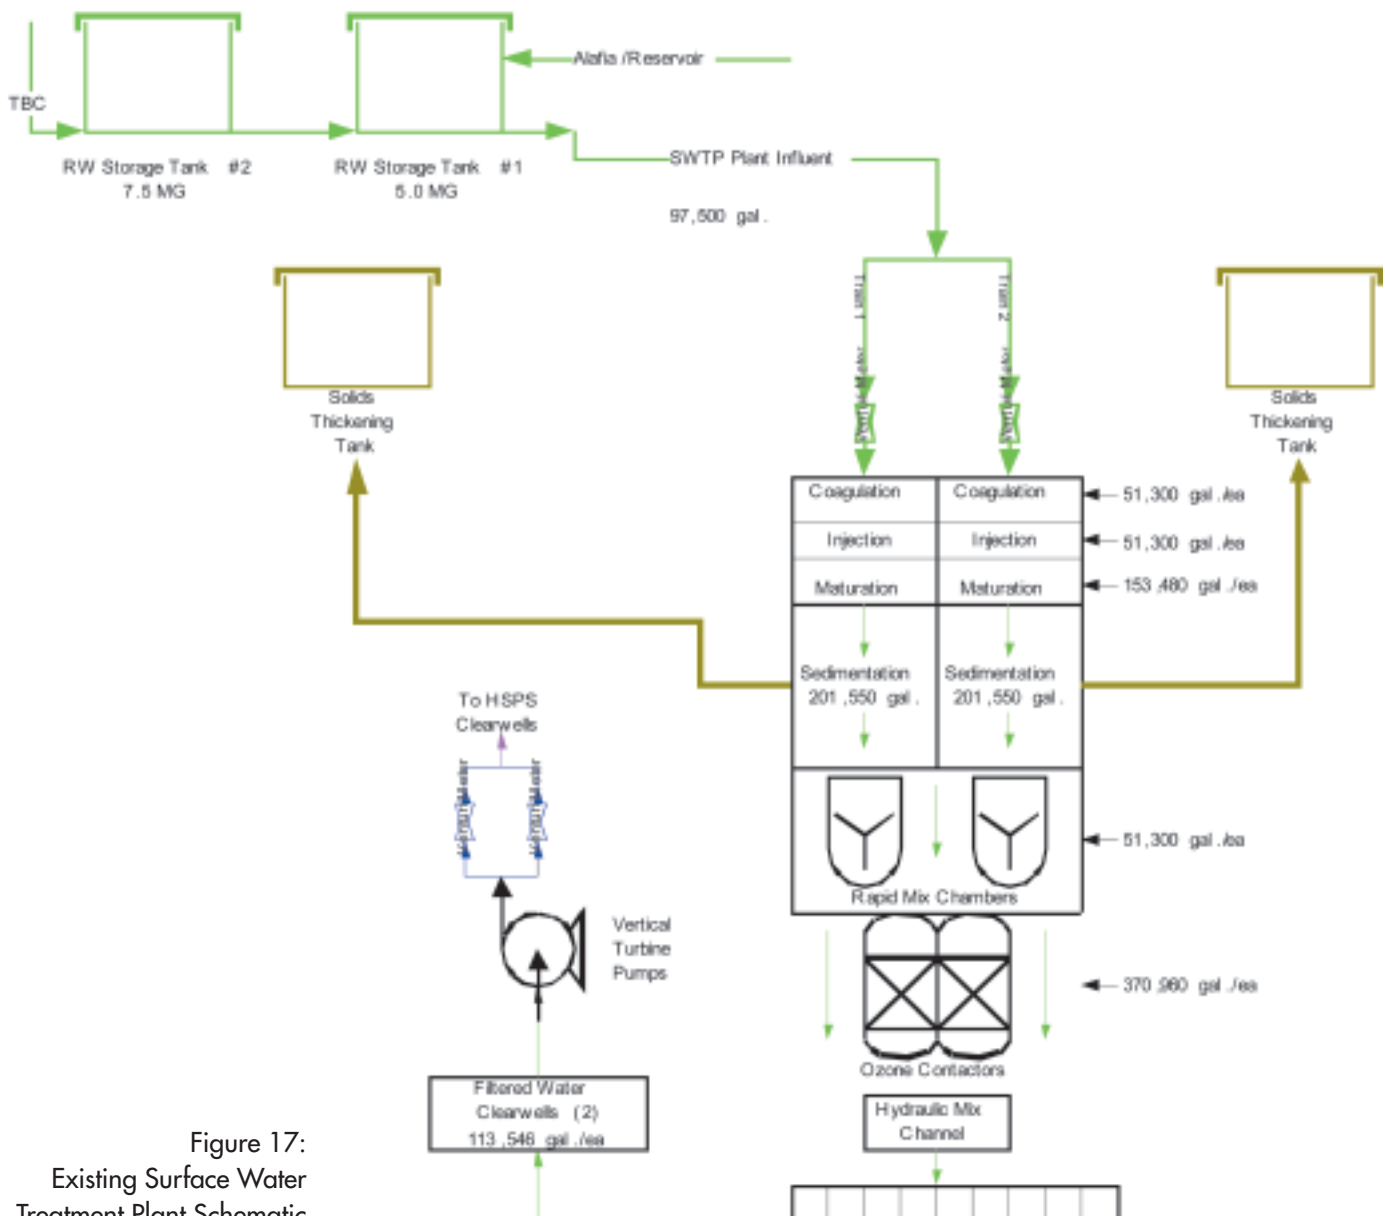 Alafia /Reservoir
TBC
RW Storage Tank #2
7.5 MG
RW Storage Tank #1
5.0 MG
SWTP Plant Influent
97,500 gal.
Train 1
Train 2
Solids
Thickening
Tank
Solids
Thickening
Tank
Coagulation
Coagulation
51,300 gal./ea
Injection
Injection
51,300 gal./ea
Maturation
Maturation
153,480 gal./ea
Sedimentation
201,550 gal.
Sedimentation
201,550 gal.
To HSPS
Clearwells
Venturi Meter
Venturi Meter
51,300 gal./ea
Rapid Mix Chambers
Vertical
Turbine
Pumps
370,960 gal./ea
Ozone Contactors
Filtered Water
Clearwells (2)
113,546 gal./ea
Hydraulic Mix
Channel
Figure 17:
Existing Surface Water
Treatment Plant Schematic